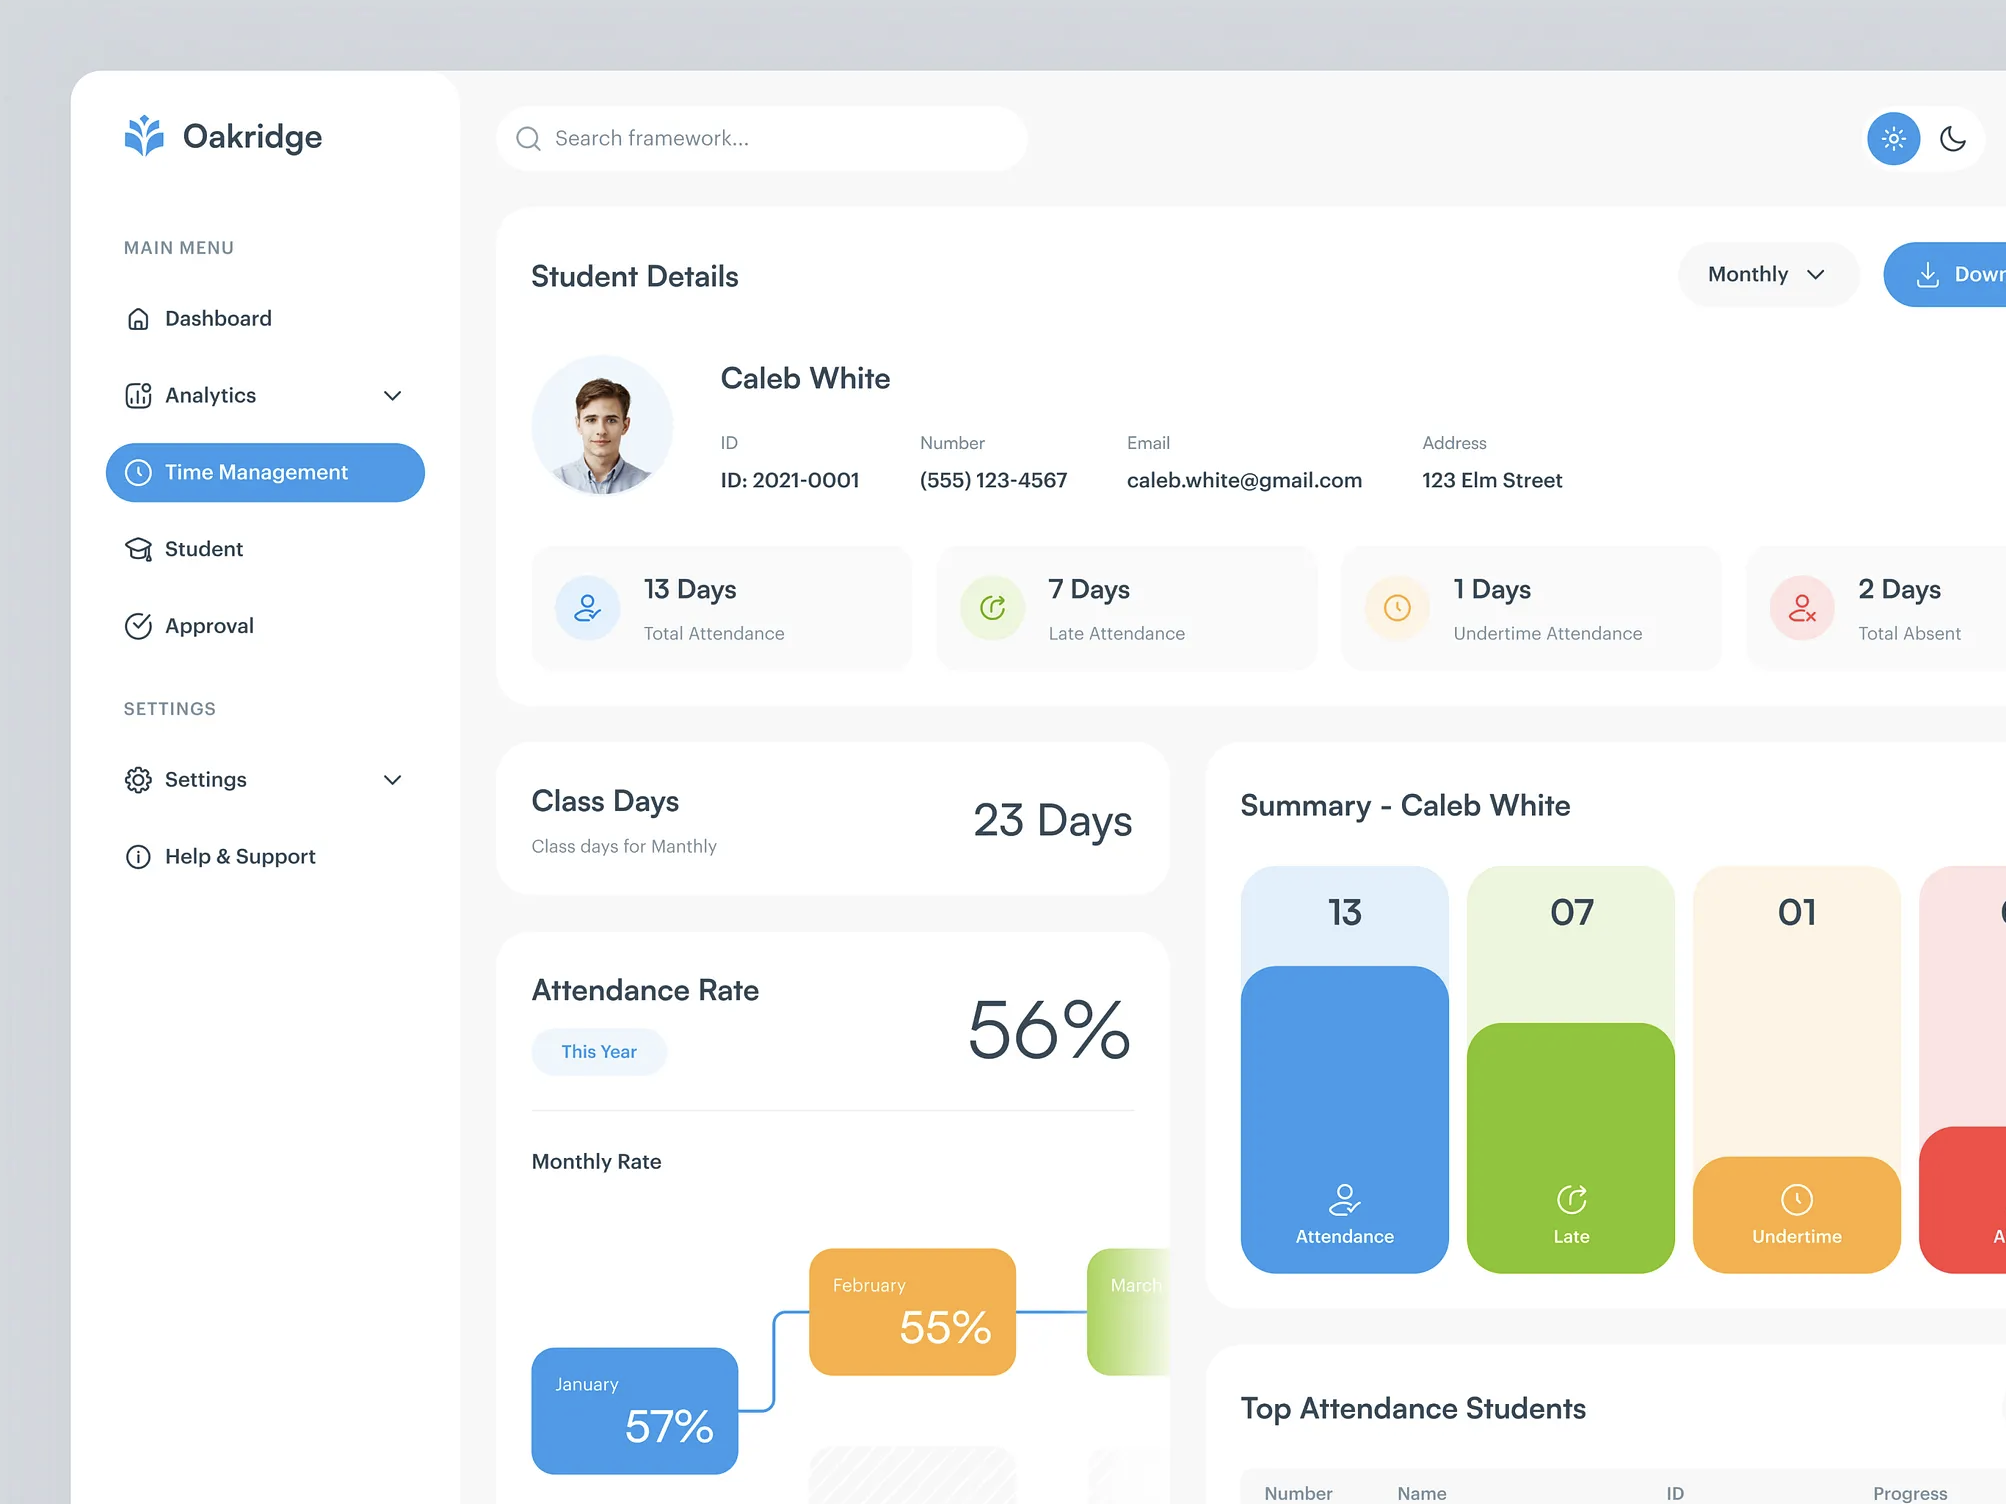 Oakridge
Search framework...
MAIN MENU
Dashboard
Analytics
Time Management
Student
Approval
SETTINGS
Settings
Help & Support
Student Details
Monthly
Caleb White
ID
Number
Email
Address
ID: 2021-0001
(555) 123-4567
caleb.white@gmail.com
123 Elm Street
13 Days
Total Attendance
7 Days
Late Attendance
1 Days
Undertime Attendance
2 Days
Total Absent
Class Days
Class days for Manthly
23 Days
Attendance Rate
This Year
56%
Monthly Rate
January
57%
February
55%
March
Summary - Caleb White
13
Attendance
07
Late
01
Undertime
Top Attendance Students
Number
Name
ID
Progress